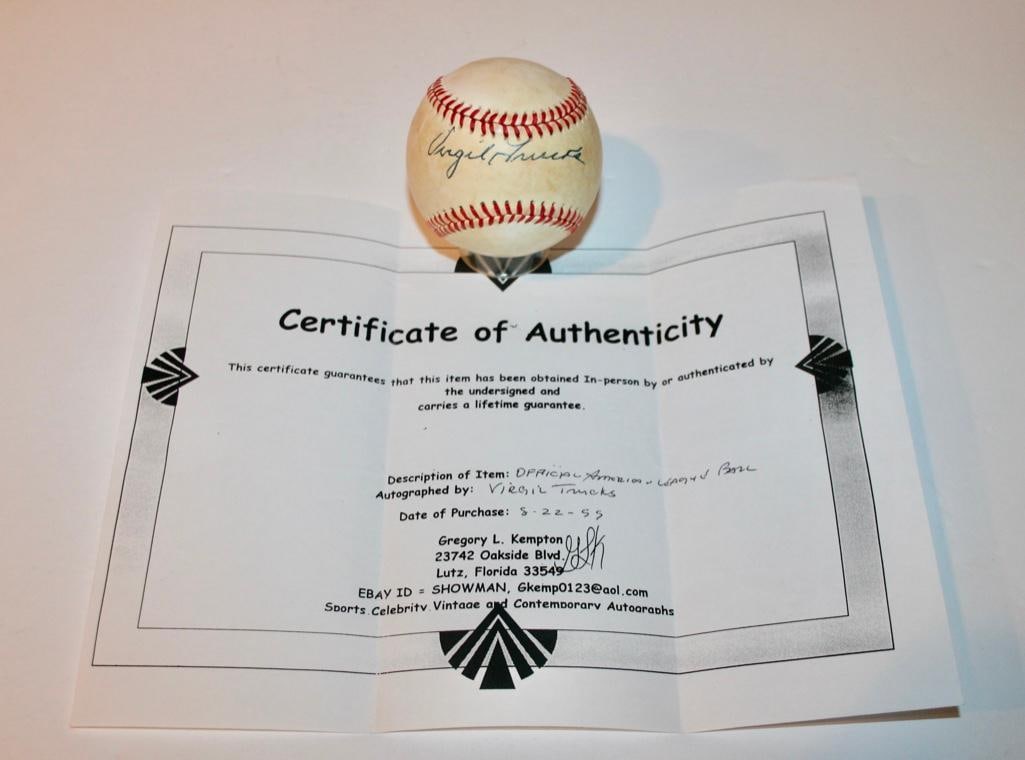 Virgil Trucks
Certificate of Authenticity
This certificate guarantees that this item has been obtained In-person by or authenticated by
the undersigned and
carries a lifetime guarantee.
Description of Item: OFFICIAL AMERICAN LEAGUE BALL
Autographed by: VIRGIL TRUCKS
Date of Purchase:
Gregory L. Kempton
23742 Oakside Blvd.
Lutz, Florida 33549
EBAY ID = SHOWMAN, Gkemp0123@aol.com
Sports, Celebrity, Vintage and Contemporary Autographs